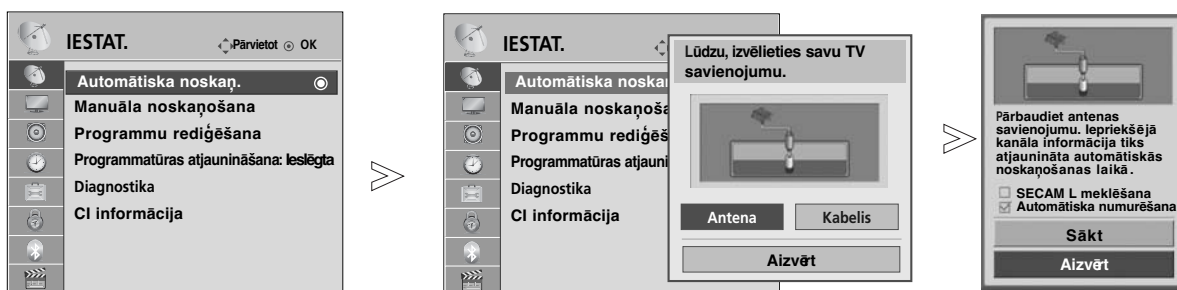 IESTAT.
Pārvietot OK
Automātiska noskaņ.
Manuāla noskaņošana
Programmu rediģēšana
Programmatūras atjaunināšana: Ieslēgta
Diagnostika
CI informācija
IESTAT.
Automātiska noskaņ
Manuāla noskaņoša
Programmu rediģēš
Programmatūras atjauni
Diagnostika
CI informācija
Lūdzu, izvēlieties savu TV
savienojumu.
Antena Kabelis
Aizvērt
Pārbaudiet antenas
savienojumu. Iepriekšējā
kanāla informācija tiks
atjaunināta automātiskās
noskaņošanas laikā.
SECAM L meklēšana
Automātiska numurēšana
Sākt
Aizvērt